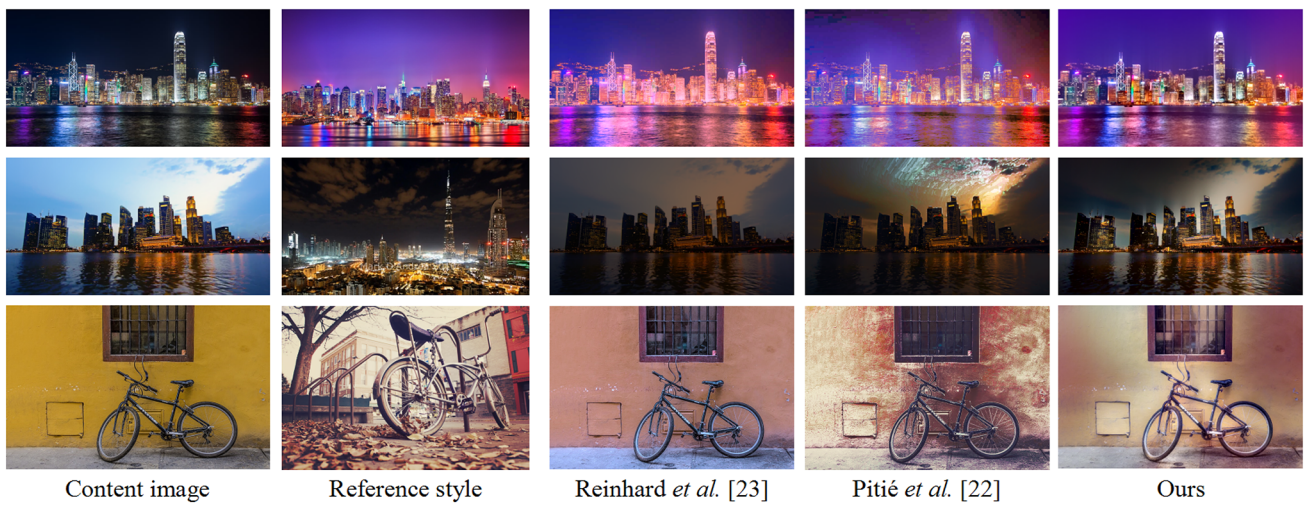 Content image
Reference style
Reinhard et al. [23]
Pitié et al. [22]
Ours